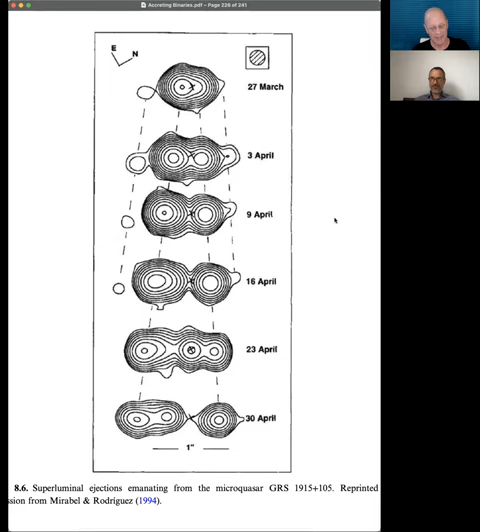 Accreting Binaries.pdf – Page 226 of 241
E
N
27 March
3 April
9 April
16 April
23 April
30 April
1"
8.6. Superluminal ejections emanating from the microquasar GRS 1915+105. Reprinted
ssion from Mirabel & Rodríguez (1994).